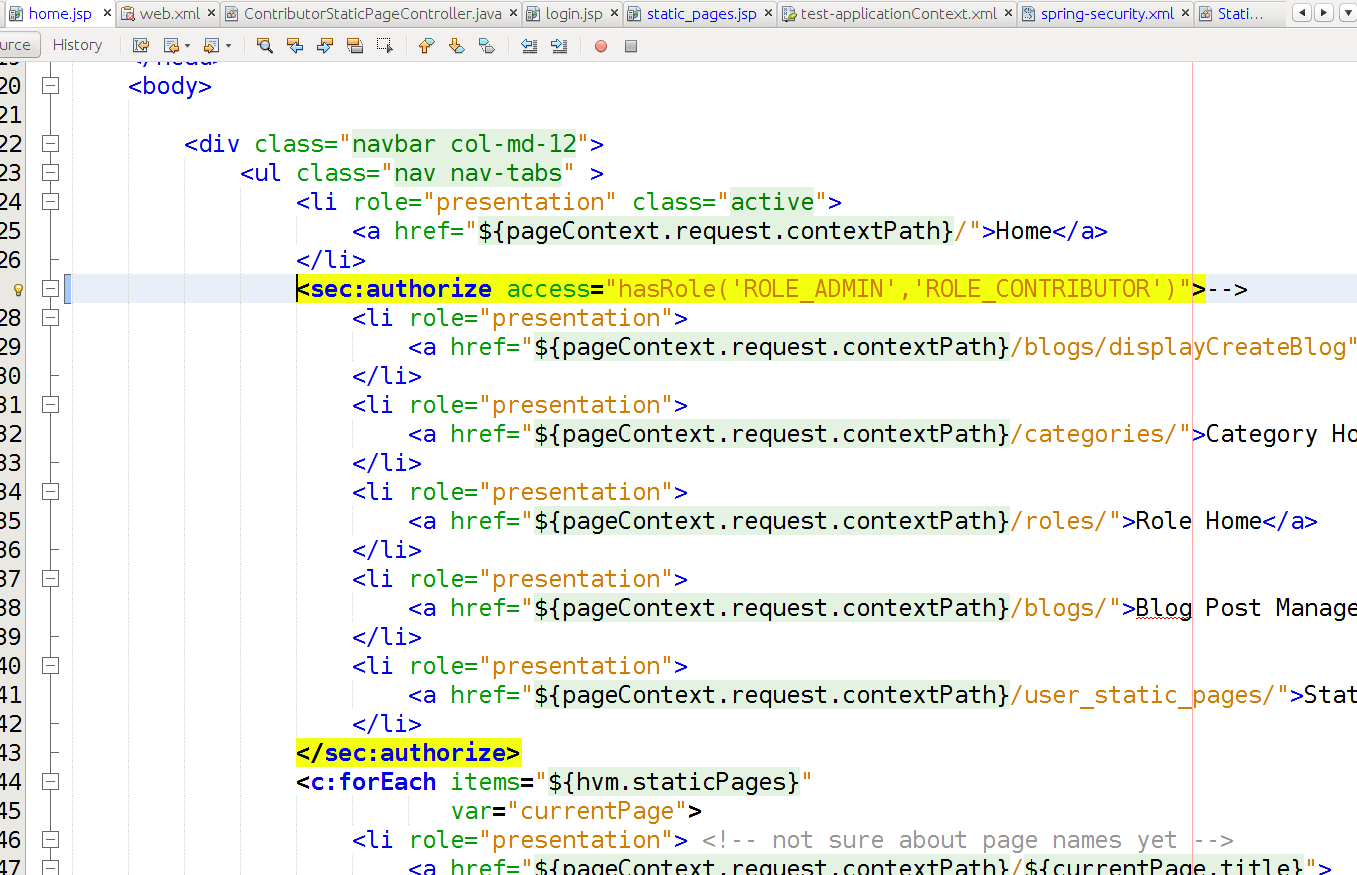 home.jsp web.xml ContributorStaticPageController.java login.jsp static_pages.jsp test-applicationContext.xml spring-security.xml Stati...
urce History
20 <body>
21
22 <div class="navbar col-md-12">
23 <ul class="nav nav-tabs" >
24 <li role="presentation" class="active">
25 <a href="${pageContext.request.contextPath}/">Home</a>
26 </li>
<sec:authorize access="hasRole('ROLE_ADMIN','ROLE_CONTRIBUTOR')">-->
28 <li role="presentation">
29 <a href="${pageContext.request.contextPath}/blogs/displayCreateBlog"
30 </li>
31 <li role="presentation">
32 <a href="${pageContext.request.contextPath}/categories/">Category Ho
33 </li>
34 <li role="presentation">
35 <a href="${pageContext.request.contextPath}/roles/">Role Home</a>
36 </li>
37 <li role="presentation">
38 <a href="${pageContext.request.contextPath}/blogs/">Blog Post Manage
39 </li>
40 <li role="presentation">
41 <a href="${pageContext.request.contextPath}/user_static_pages/">Stat
42 </li>
43 </sec:authorize>
44 <c:forEach items="${hvm.staticPages}"
45 var="currentPage">
46 <li role="presentation"> <!-- not sure about page names yet -->
47 <a href="${pageContext.request.contextPath}/${currentPage.title}">